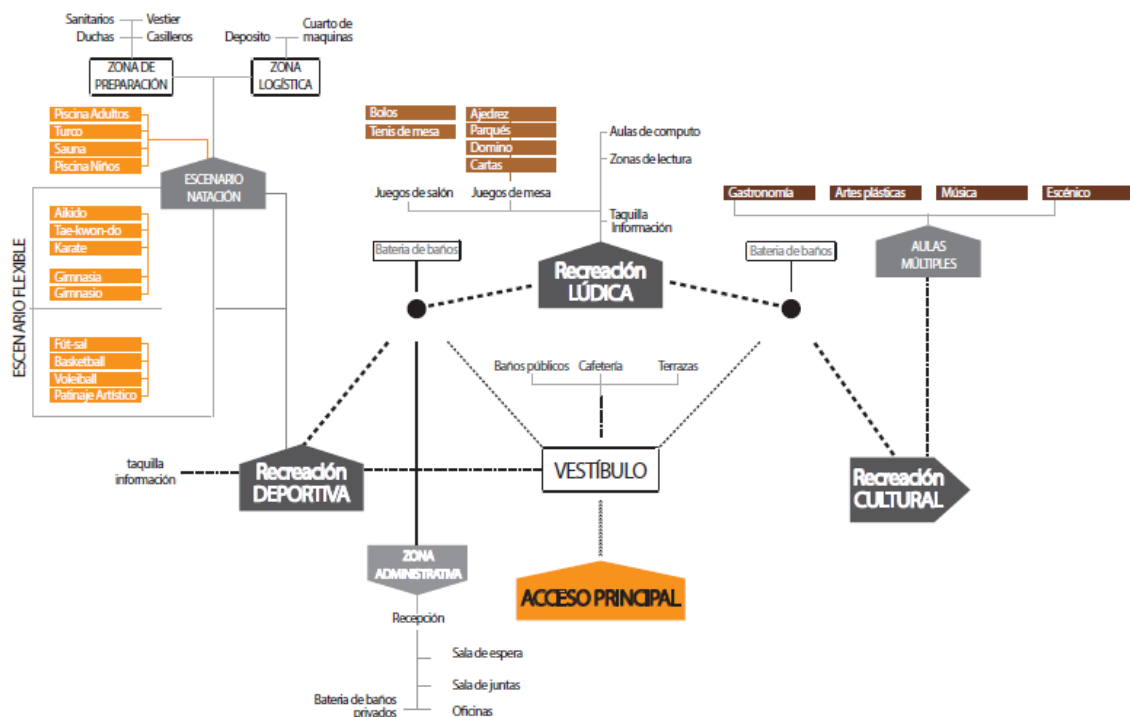 Sanitarios
Vestier
Duchas
Casilleros
Deposito
Cuarto de
maquinas
ZONA DE
PREPARACIÓN
ZONA
LOGÍSTICA
Piscina Adultos
Turco
Sauna
Piscina Niños
ESCENARIO
NATACIÓN
ESCENARIO FLEXIBLE
Aikido
Tae-kwon-do
Karate
Gimnasia
Gimnasio
Fút-sal
Basketball
Voleiball
Patinaje Artístico
Bolos
Tenis de mesa
Ajedrez
Parqués
Domino
Cartas
Juegos de salón
Juegos de mesa
Aulas de computo
Zonas de lectura
Taquilla
Información
Gastronomía
Artes plásticas
Música
Escénico
AULAS
MÚLTIPLES
Bateria de baños
Recreación
LÚDICA
Bateria de baños
Baños públicos
Cafetería
Terrazas
taquilla
información
Recreación
DEPORTIVA
VESTÍBULO
Recreación
CULTURAL
ZONA
ADMINISTRATIVA
ACCESO PRINCIPAL
Recepción
Sala de espera
Sala de juntas
Bateria de baños
privados
Oficinas